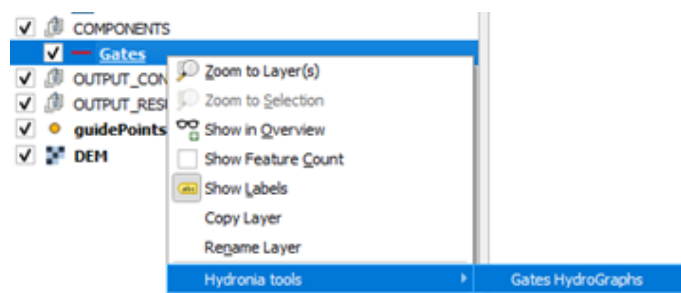 COMPONENTS
Gates
Zoom to Layer(s)
OUTPUT_CON
Zoom to Selection
OUTPUT_RESU
Show in Overview
guidePoints
DEM
Show Feature Count
abc
Show Labels
Copy Layer
Rename Layer
Hydronia tools
Gates HydroGraphs